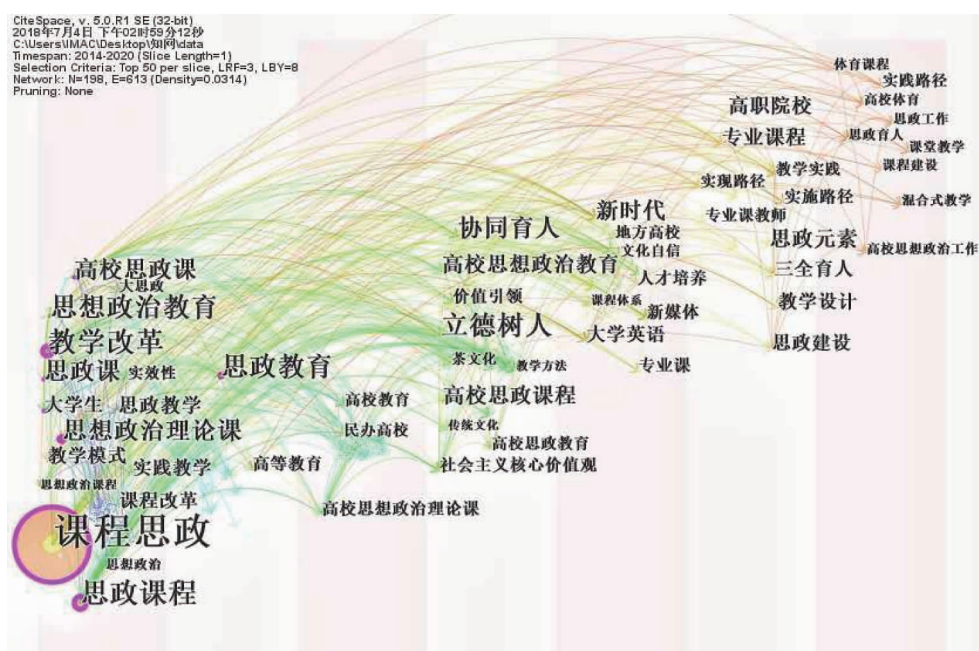 CiteSpace, v. 5.0.R1 SE (32-bit)
2018年7月4日 下午02时59分12秒
C:\Users\IMAC\Desktop\知网\data
Timespan: 2014-2020 (Slice Length=1)
Selection Criteria: Top 50 per slice, LRF=3, LBY=8
Network: N=198, E=613 (Density=0.0314)
Pruning: None
体育课程
实践路径
高职院校
高校体育
思政工作
专业课程
思政育人
课堂教学
教学实践
课程建设
实现路径
实施路径
混合式教学
新时代
专业课教师
协同育人
地方高校
思政元素
文化自信
高校思想政治工作
高校思想政治教育
三全育人
高校思政课
人才培养
大思政
价值引领
课程体系
教学设计
思想政治教育
新媒体
立德树人
大学英语
教学改革
思政建设
茶文化
教学方法
专业课
思政教育
思政课
实效性
高校思政课程
高校教育
大学生
思政教学
传统文化
思想政治理论课
民办高校
高校思政教育
教学模式
实践教学
高等教育
社会主义核心价值观
思想政治课程
课程改革
高校思想政治理论课
课程思政
思想政治
思政课程